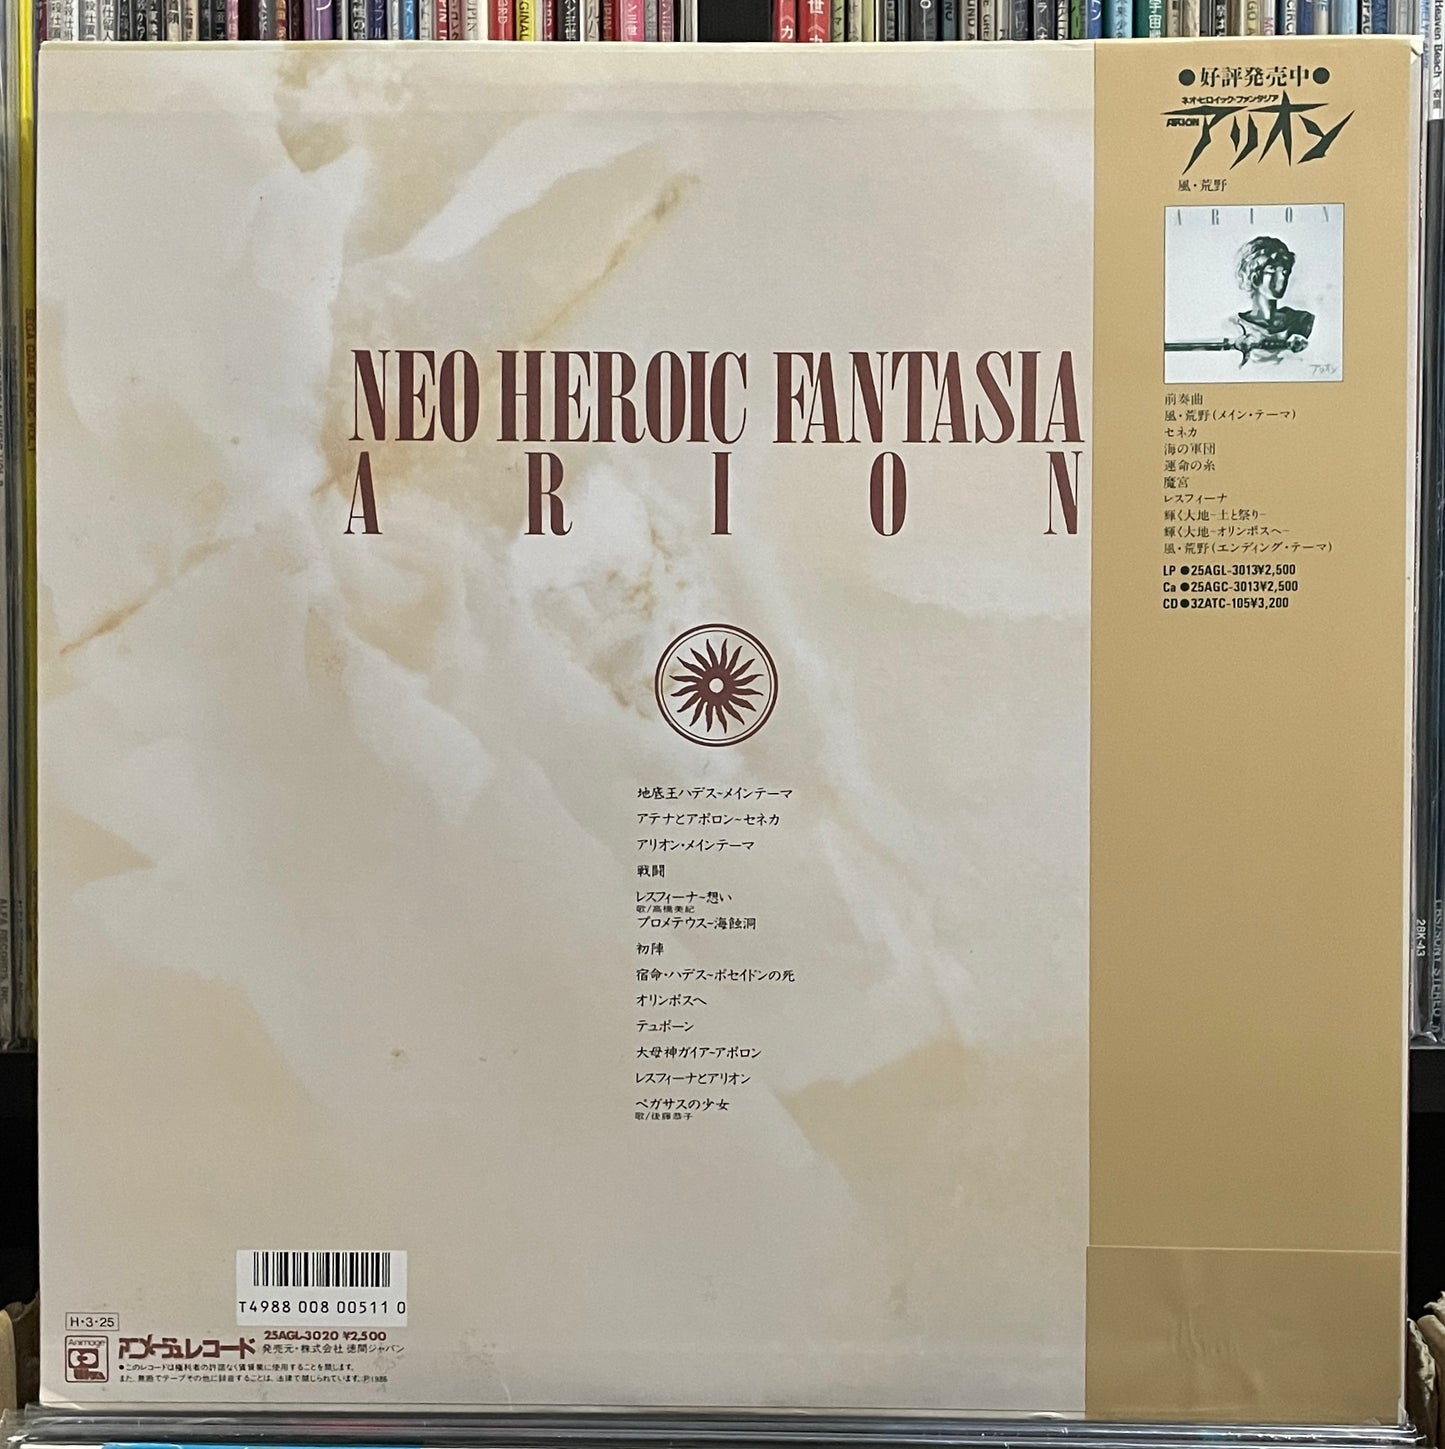 NEO HEROIC FANTASIA
ARION
地底王ハデス~メインテーマ
アテナとアポロン~セネカ
アリオン・メインテーマ
戦闘
レスフィーナ~想い
歌/高橋美紀
プロメテウス~海蝕洞
初陣
宿命・ハデス~ポセイドンの死
オリンポスへ
テュポーン
大母神ガイア~アポロン
レスフィーナとアリオン
ペガサスの少女
歌/後藤恭子
T4988 008 00511 0
H・3・25
Animage
アニメージュレコード
25AGL-3020 ¥2,500
発売元・株式会社 徳間ジャパン
●このレコードは権利者の許諾なく賃貸業に使用することを禁じます。
また、無断でテープその他に録音することは、法律で禁じられています。Ⓟ1986
●好評発売中●
ネオ・ヒロイック・ファンタジア
ARION
アリオン
風・荒野
ARION
アリオン
前奏曲
風・荒野(メイン・テーマ)
セネカ
海の軍団
運命の糸
魔宮
レスフィーナ
輝く大地-土と祭り-
輝く大地-オリンポスへ-
風・荒野(エンディング・テーマ)
LP ●25AGL-3013¥2,500
Ca ●25AGC-3013¥2,500
CD●32ATC-105¥3,200
28K-43